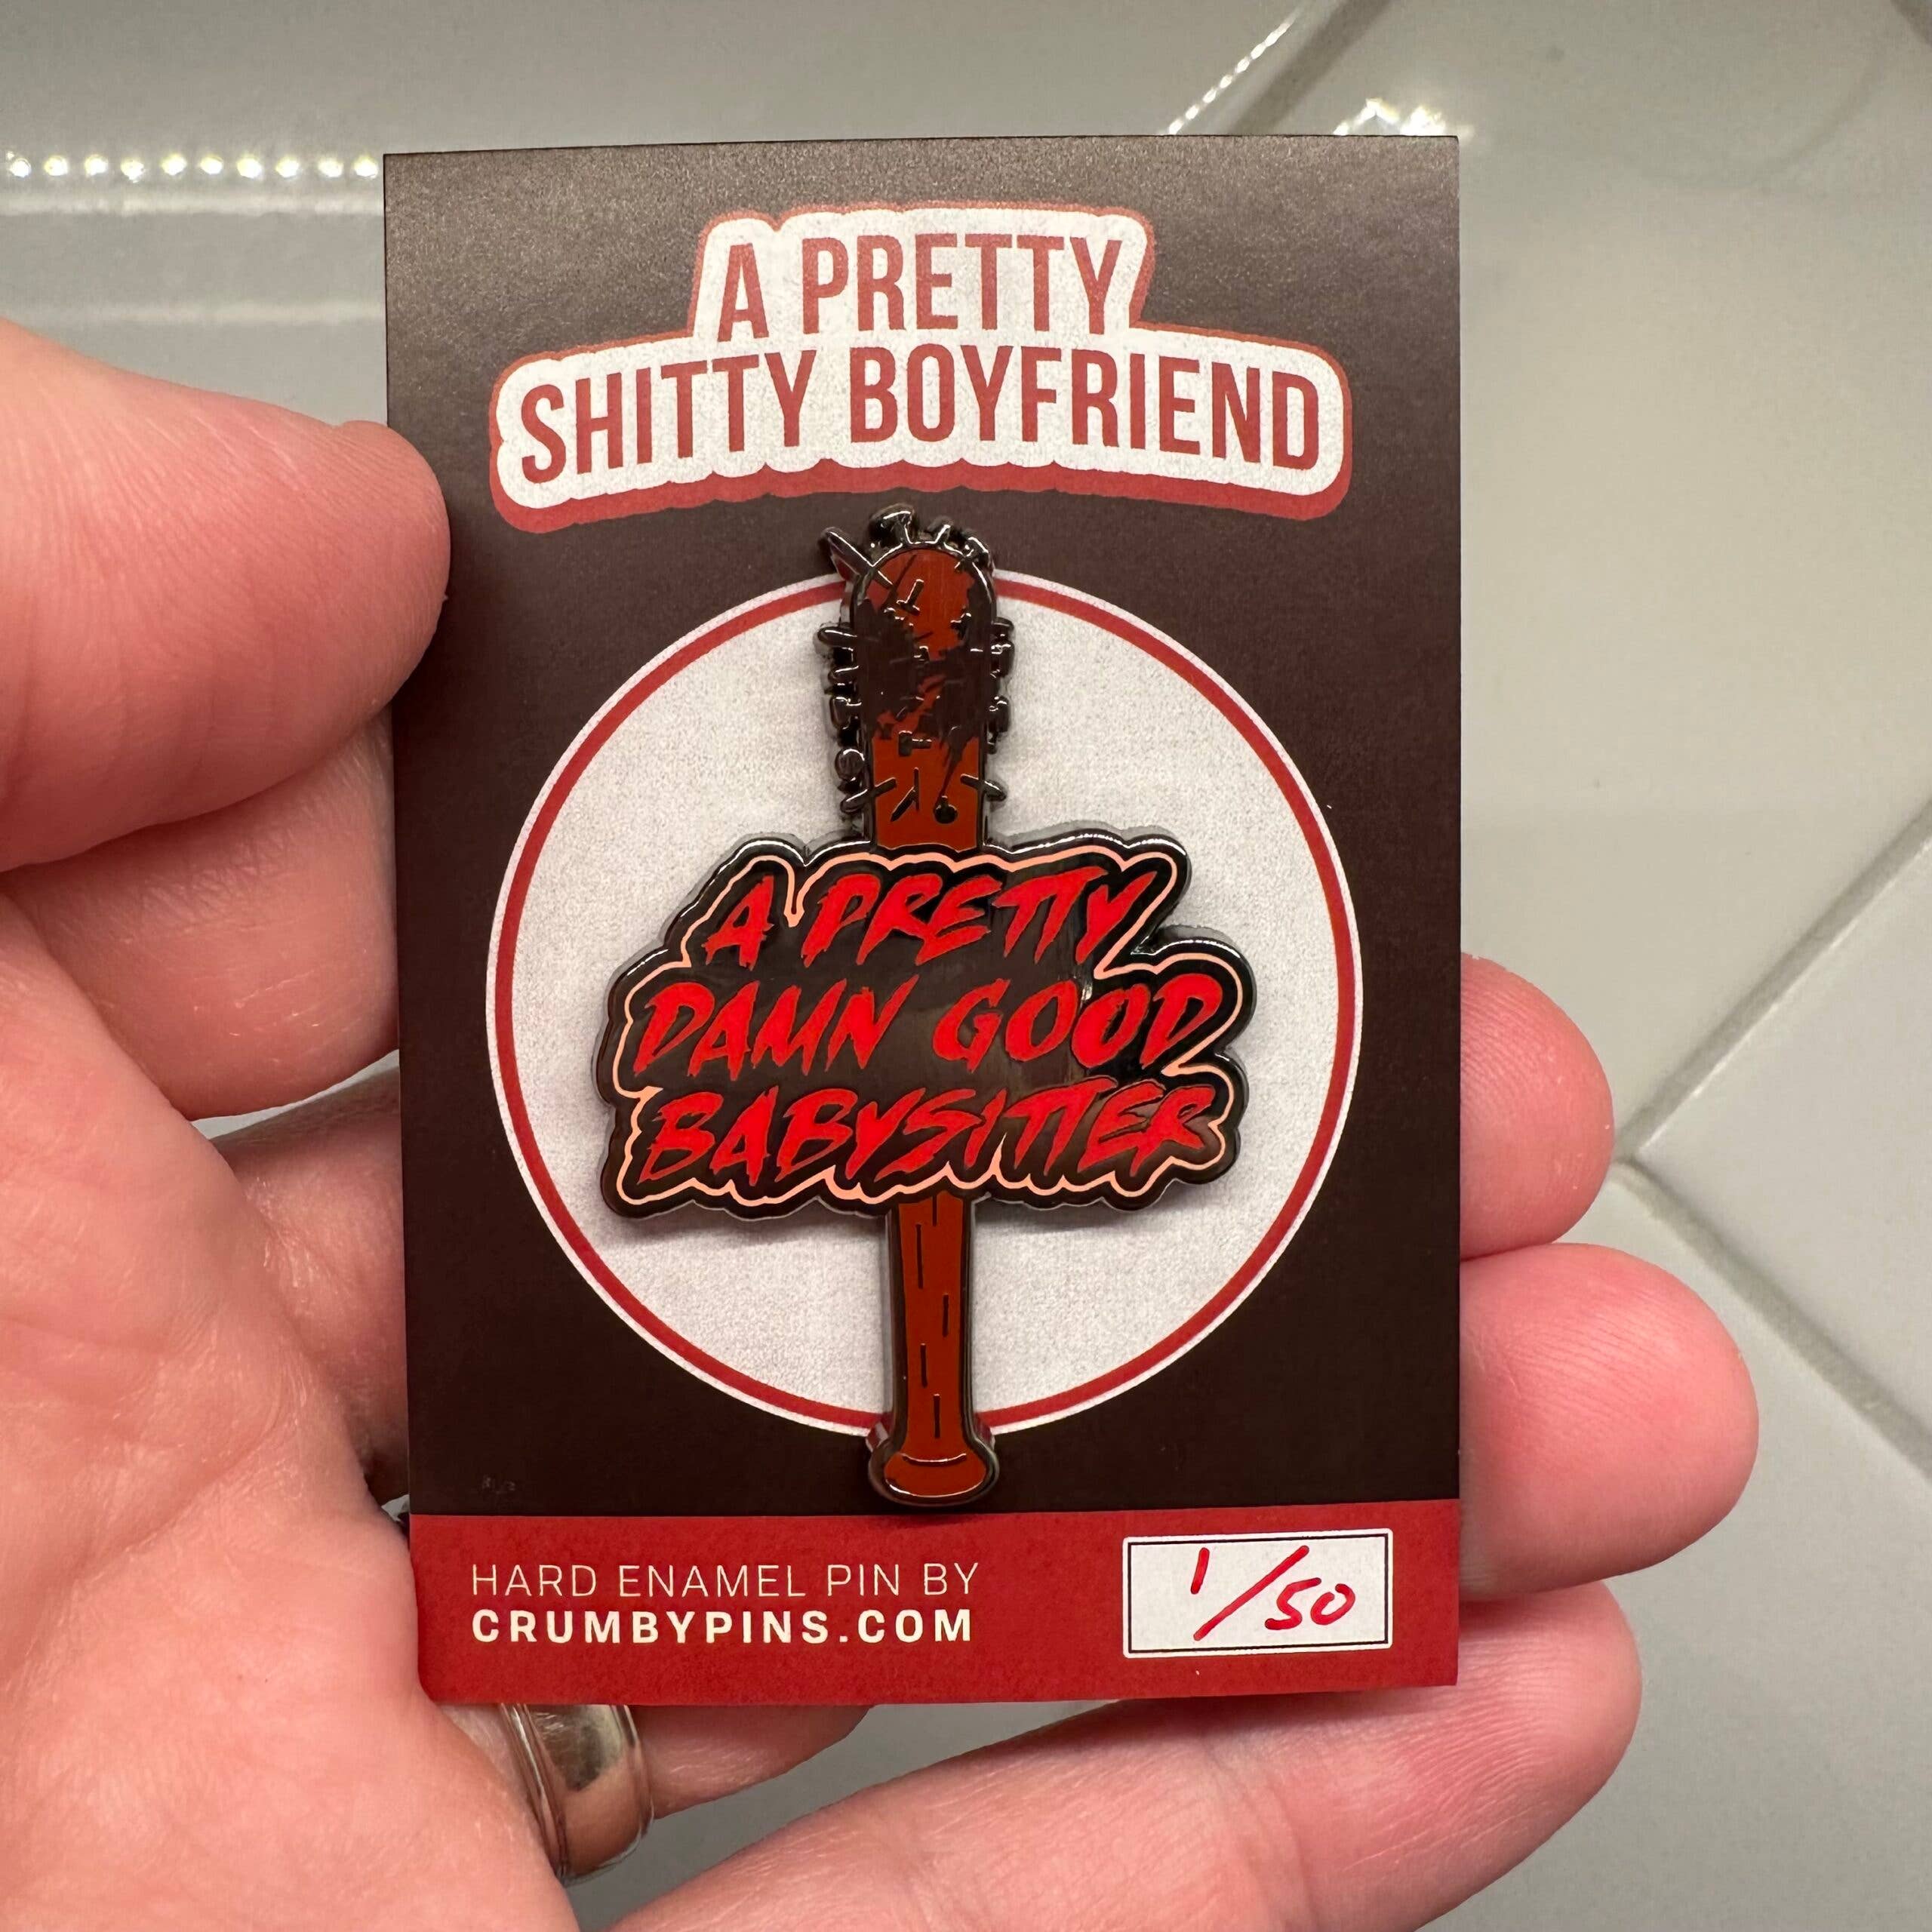 A PRETTY
SHITTY BOYFRIEND
A PRETTY
DAMN GOOD
BABYSITTER
HARD ENAMEL PIN BY
CRUMBYPINS.COM
1/50